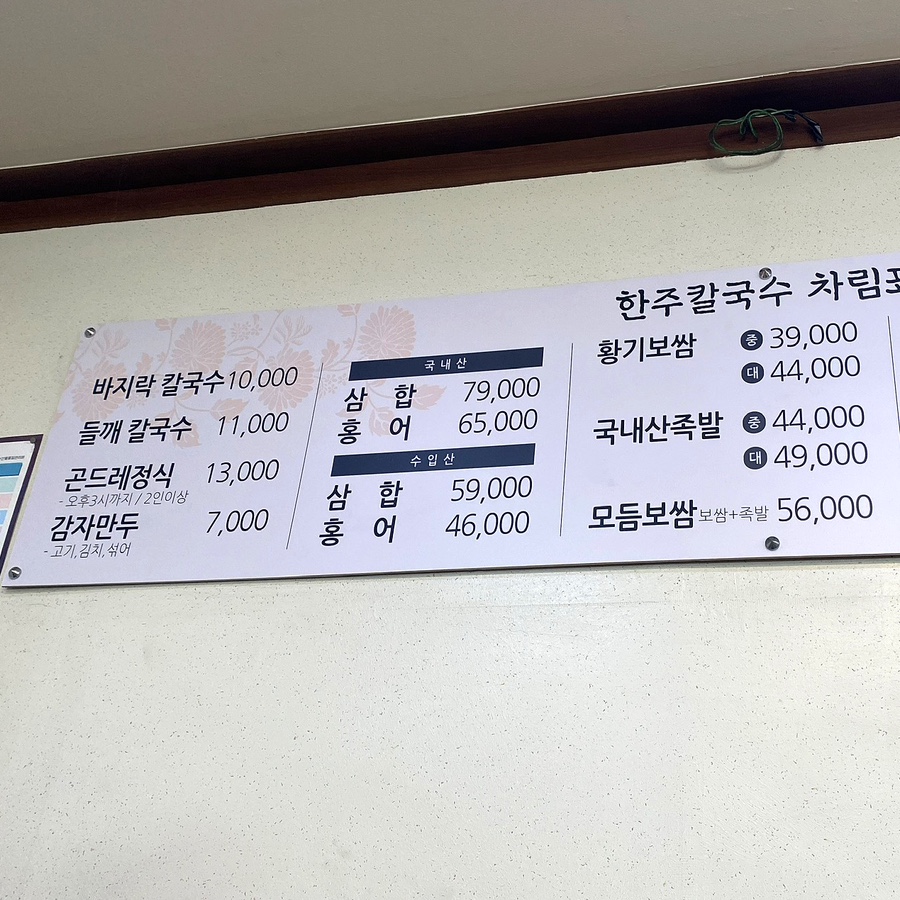 한주칼국수 차림표
바지락 칼국수 10,000
들깨 칼국수 11,000
곤드레정식 13,000
- 오후3시까지 / 2인이상
감자만두 7,000
- 고기,김치,섞어
국내산
삼 합 79,000
홍 어 65,000
수입산
삼 합 59,000
홍 어 46,000
황기보쌈 중 39,000
대 44,000
국내산족발 중 44,000
대 49,000
모듬보쌈 보쌈+족발 56,000